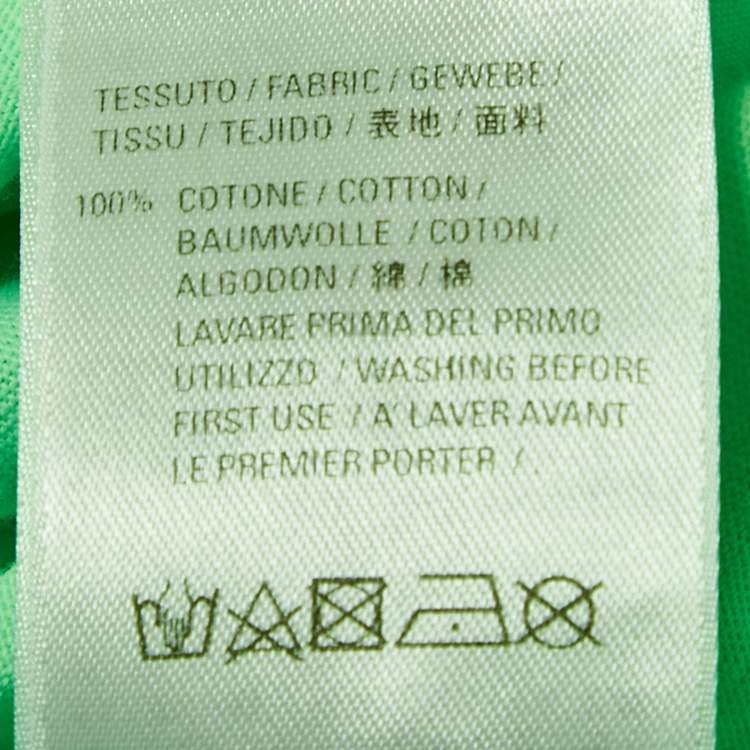 TESSUTO / FABRIC / GEWEBE /
TISSU / TEJIDO / 表地 / 面料
100% COTONE / COTTON /
BAUMWOLLE / COTON /
ALGODON / 綿 / 棉
LAVARE PRIMA DEL PRIMO
UTILIZZO / WASHING BEFORE
FIRST USE / A' LAVER AVANT
LE PREMIER PORTER / .